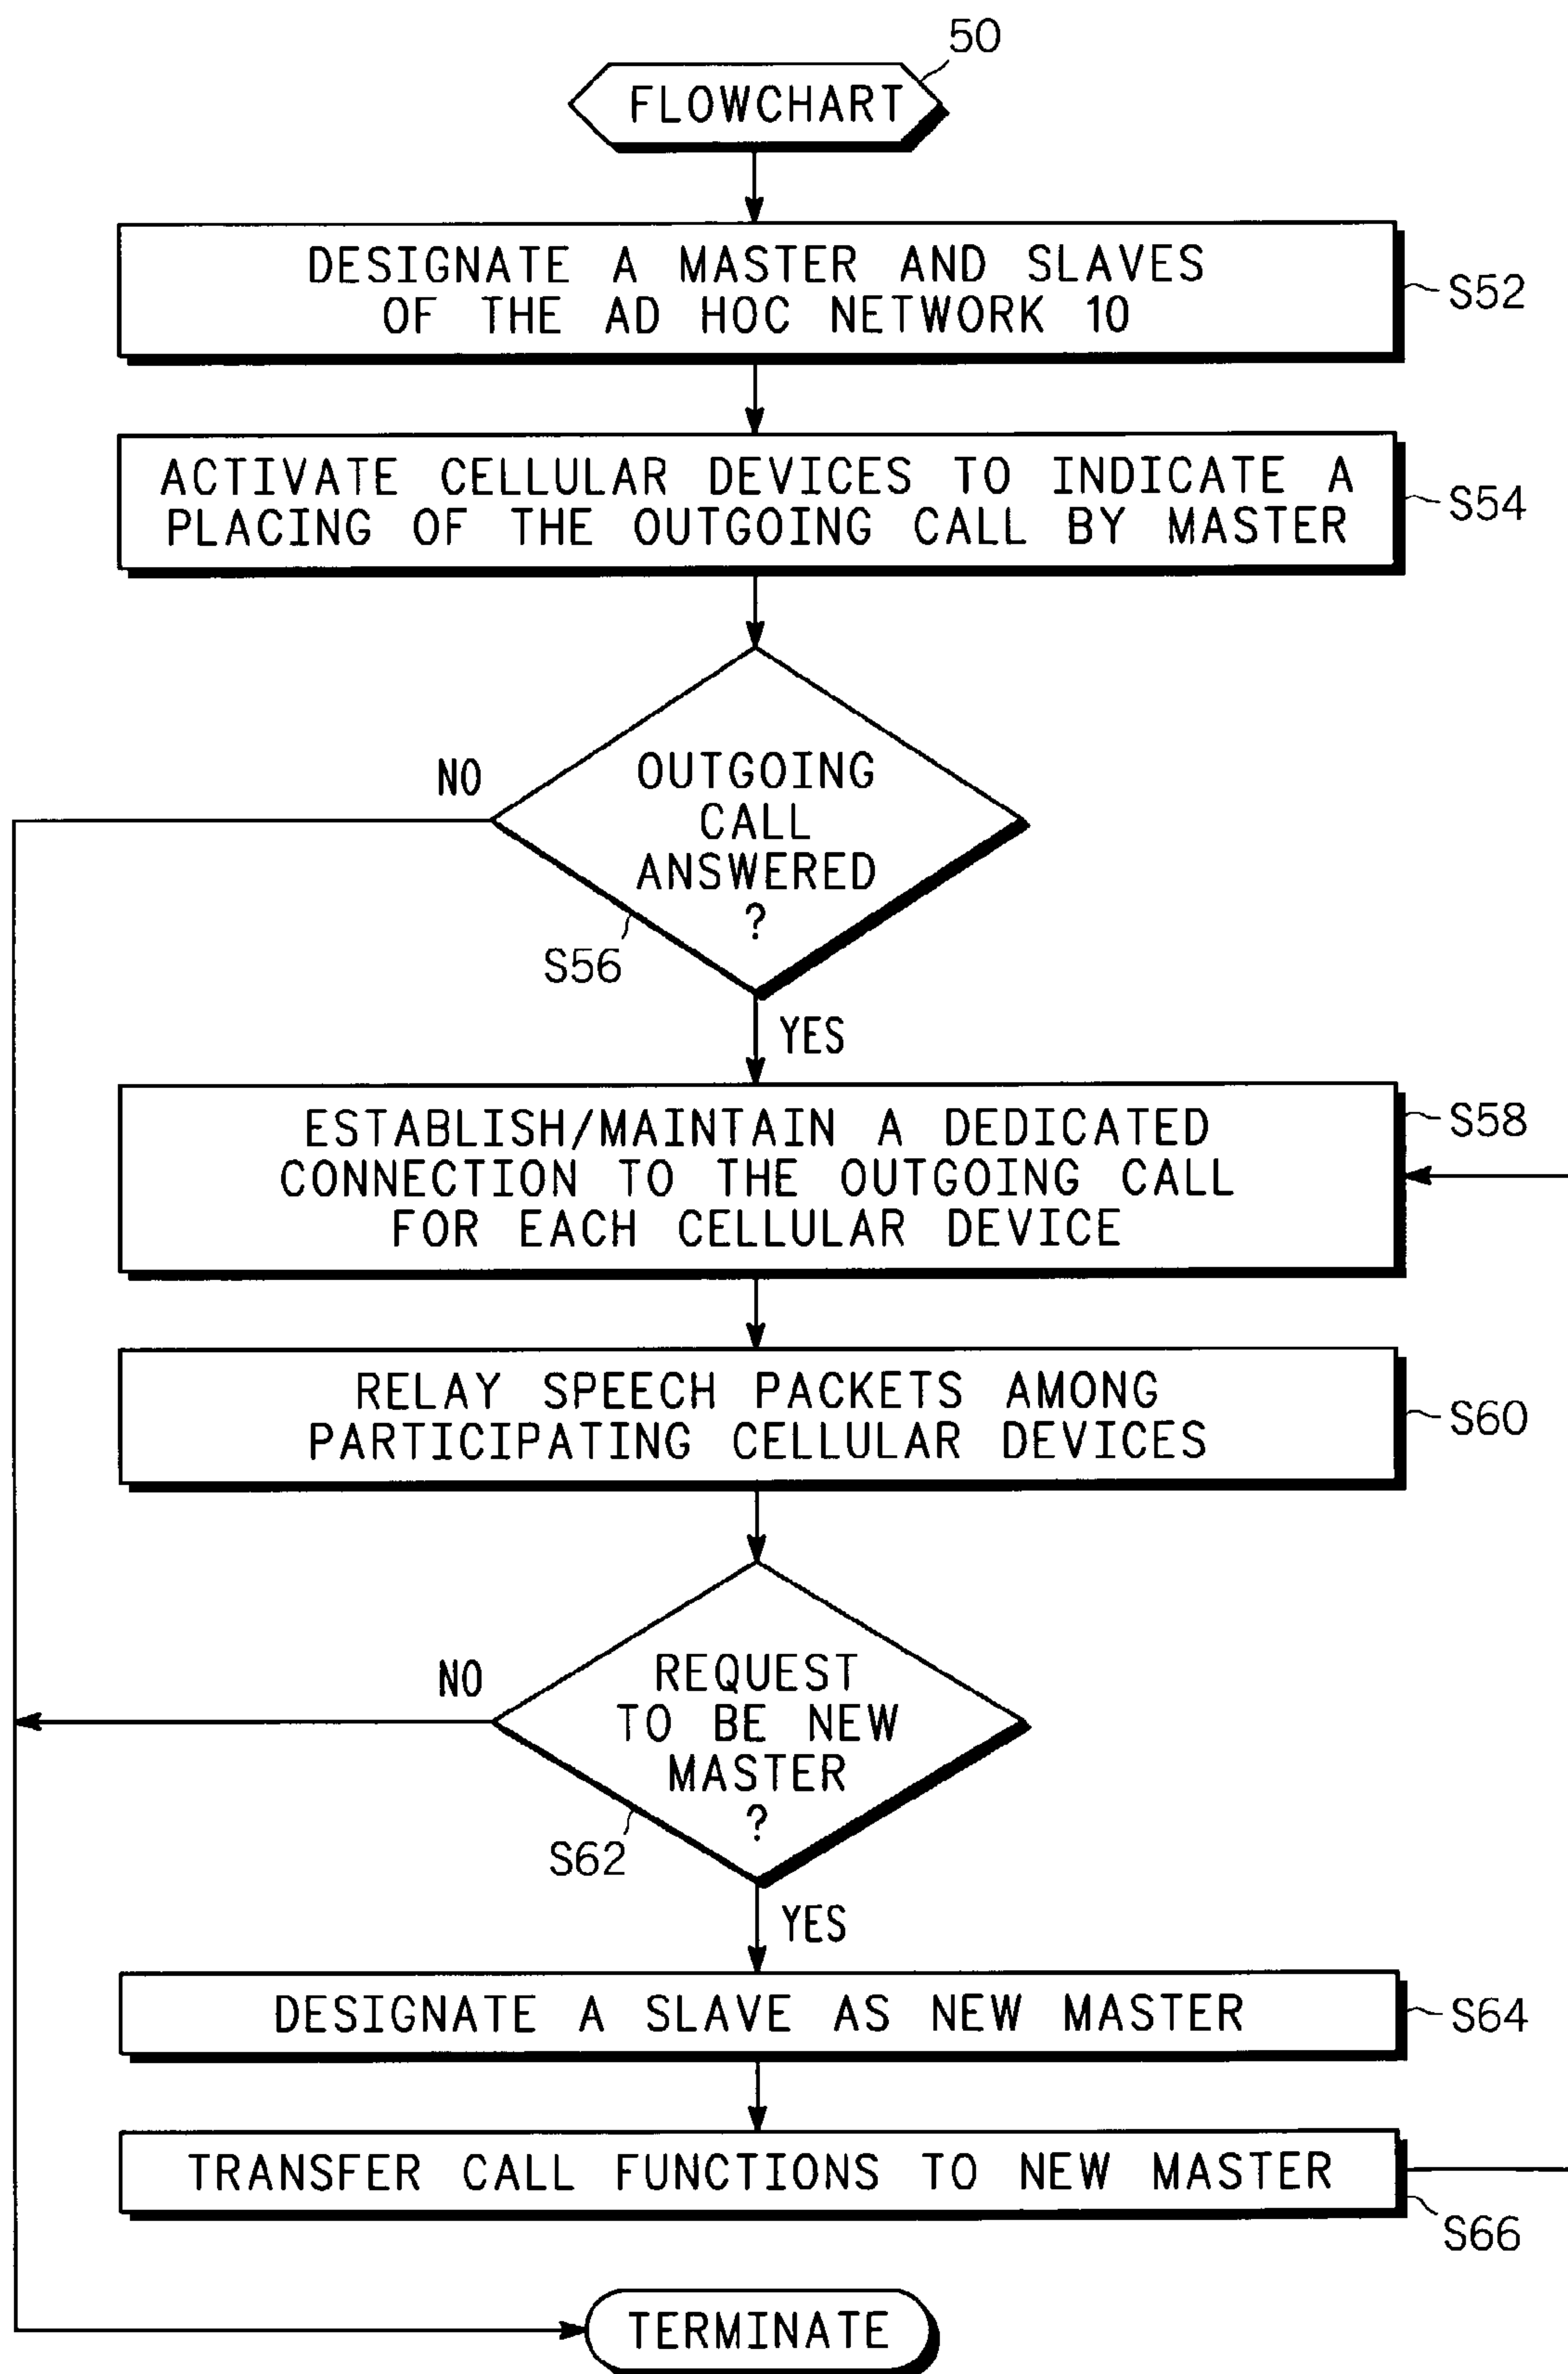 50
FLOWCHART
DESIGNATE A MASTER AND SLAVES
OF THE AD HOC NETWORK 10
S52
ACTIVATE CELLULAR DEVICES TO INDICATE A
PLACING OF THE OUTGOING CALL BY MASTER
S54
NO
OUTGOING
CALL
ANSWERED
?
S56
YES
ESTABLISH/MAINTAIN A DEDICATED
CONNECTION TO THE OUTGOING CALL
FOR EACH CELLULAR DEVICE
S58
RELAY SPEECH PACKETS AMONG
PARTICIPATING CELLULAR DEVICES
S60
NO
REQUEST
TO BE NEW
MASTER
?
S62
YES
DESIGNATE A SLAVE AS NEW MASTER
S64
TRANSFER CALL FUNCTIONS TO NEW MASTER
S66
TERMINATE